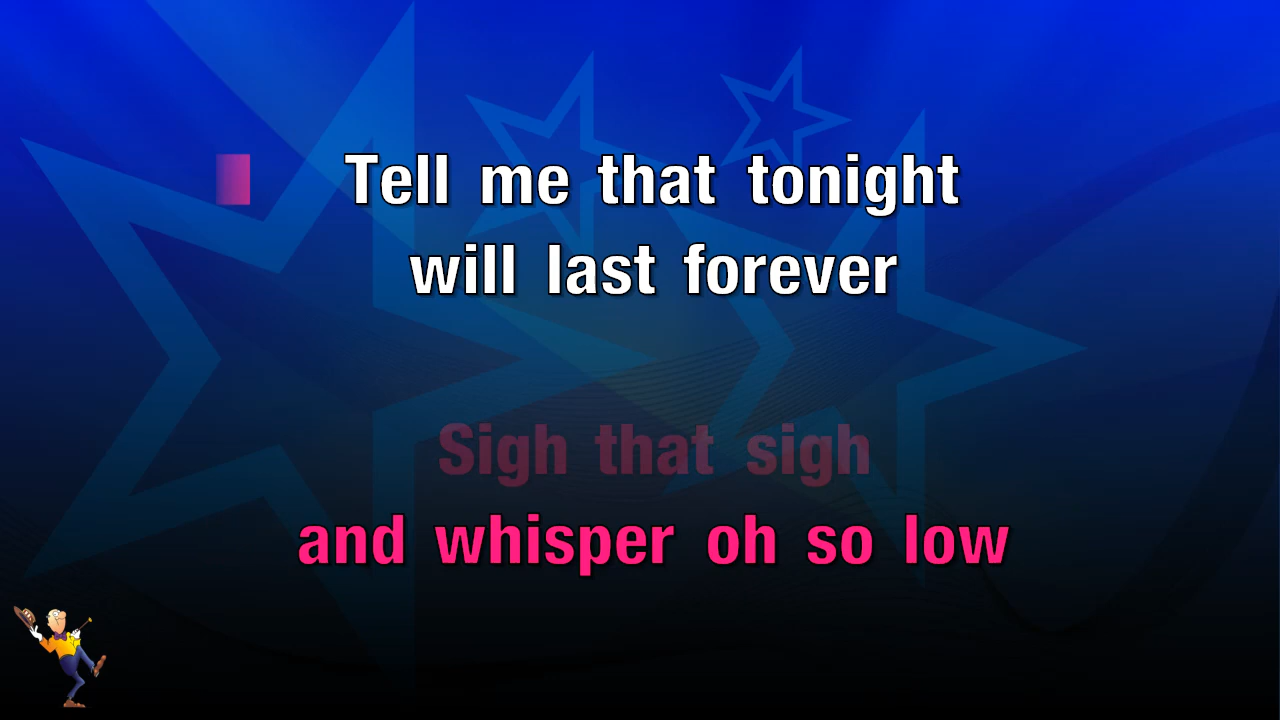 Tell me that tonight
will last forever
Sigh that sigh
and whisper oh so low